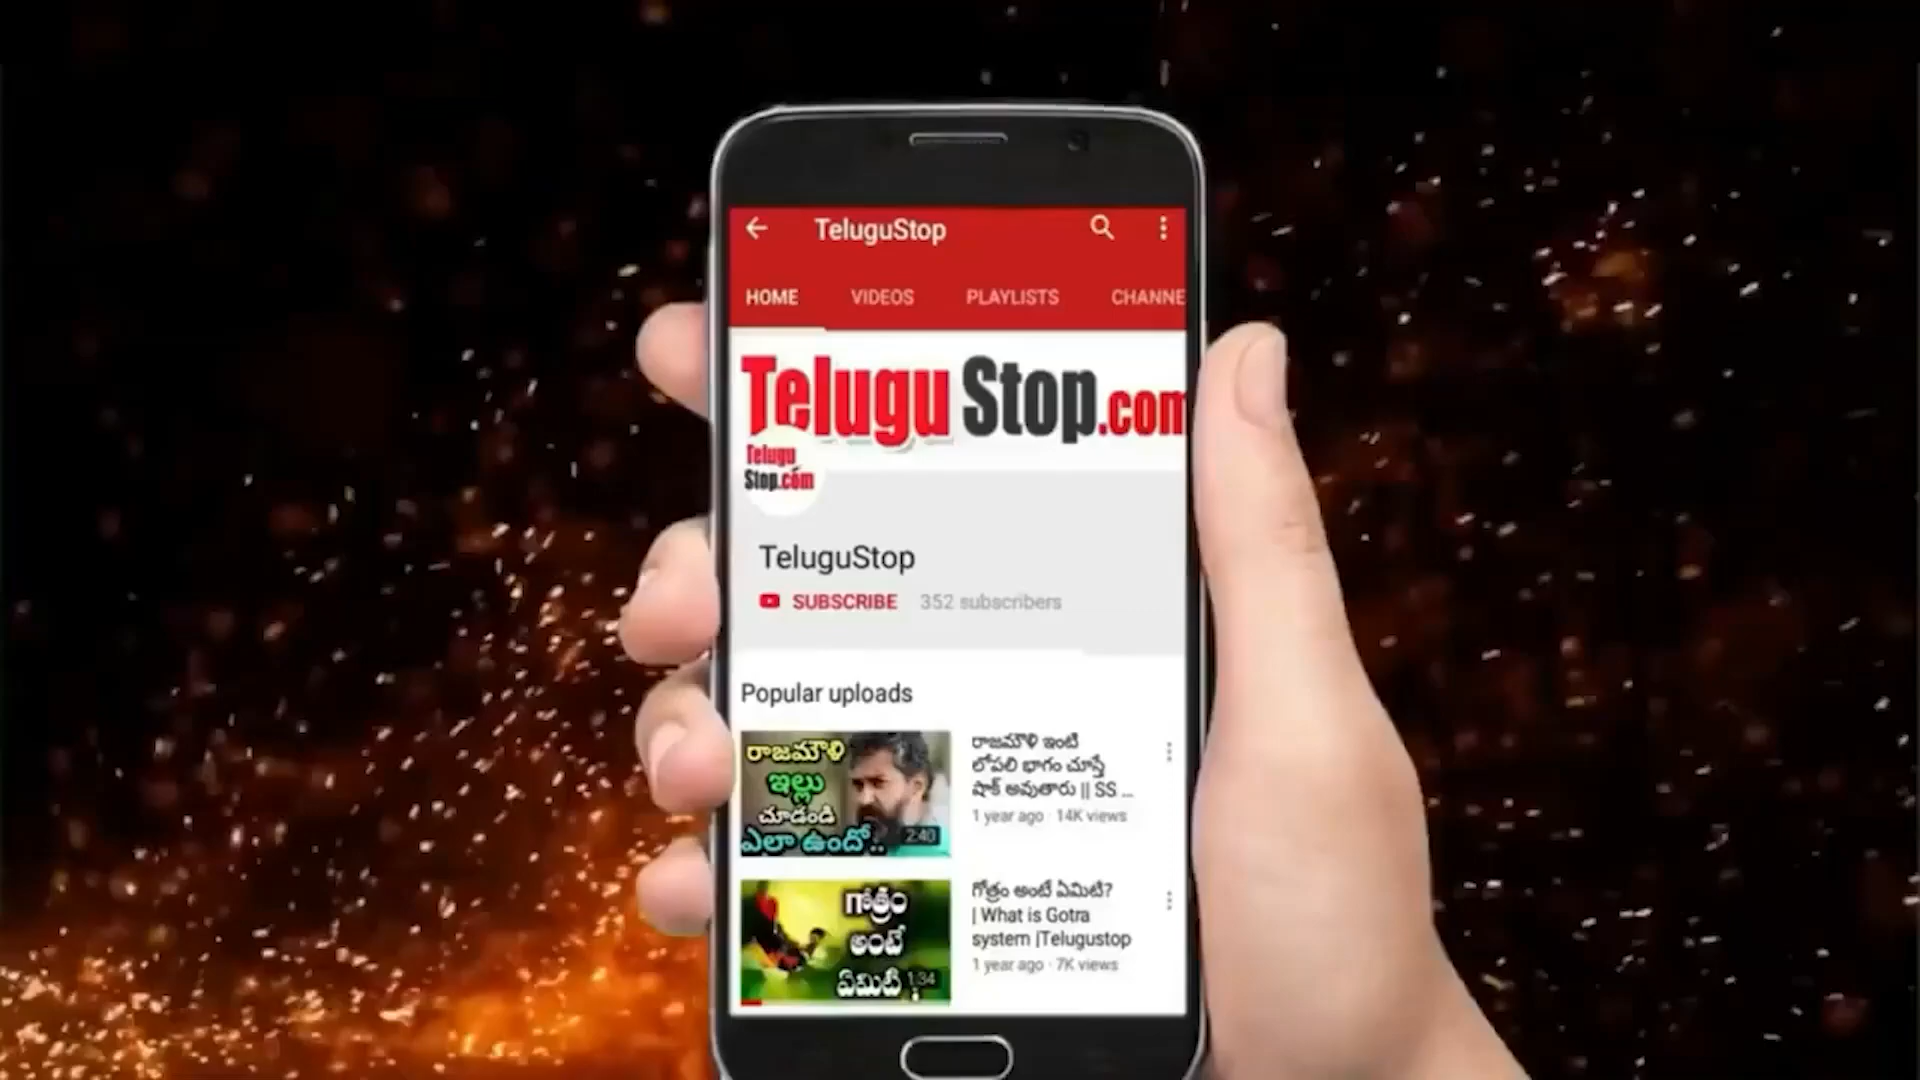 TeluguStop
HOME VIDEOS PLAYLISTS CHANNE
Telugu Stop.com
Telugu
Stop.com
TeluguStop
SUBSCRIBE 352 subscribers
Popular uploads
రాజమౌళి
ఇల్లు
చూడండి
ఎలా ఉందో..
2:40
రాజమౌళి ఇంటి
లోపలి భాగం చూస్తే
షాక్ అవుతారు || SS ...
1 year ago · 14K views
గోత్రం
అంటే
ఏమిటి ?
1:34
గోత్రం అంటే ఏమిటి?
| What is Gotra
system |Telugustop
1 year ago · 7K views